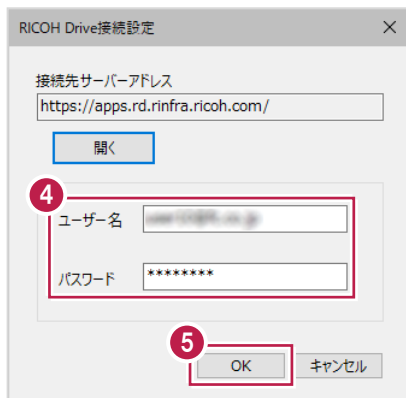 RICOH Drive接続設定
接続先サーバーアドレス
https://apps.rd.rinfra.ricoh.com/
開く
4
ユーザー名
パスワード ********
5
OK キャンセル